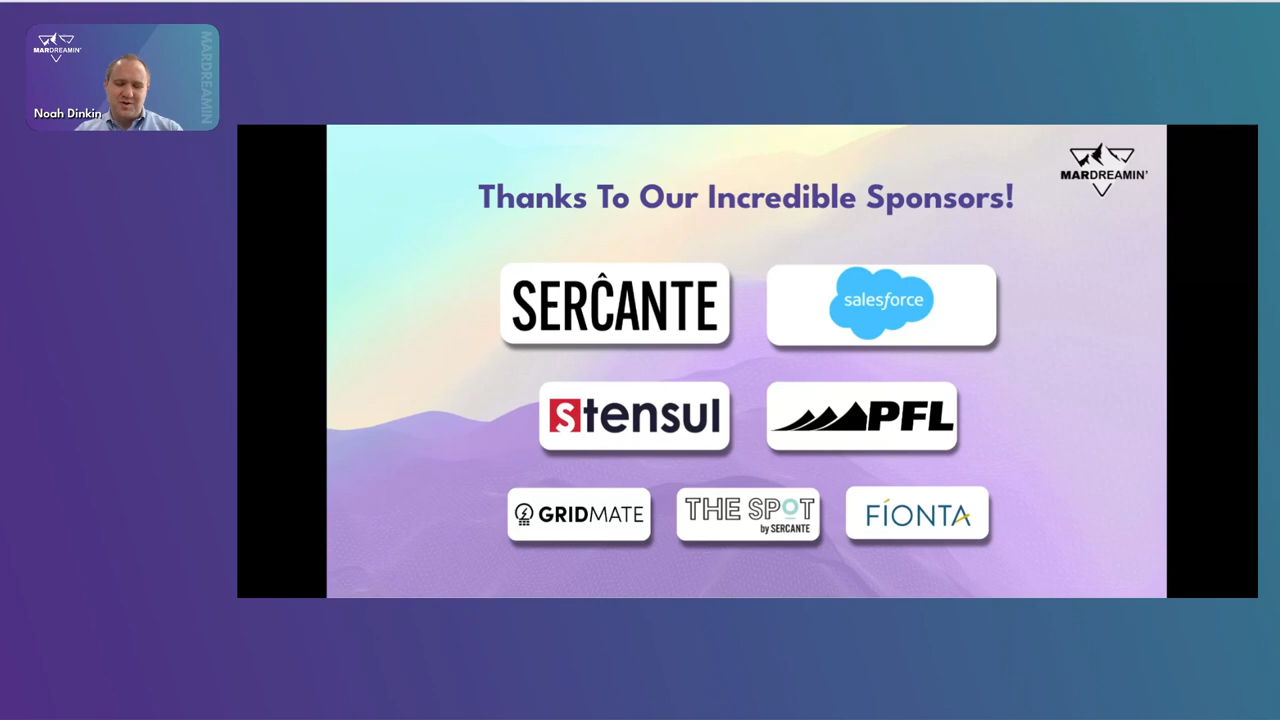 MARDREAMIN'
MARDREAMIN
Noah Dinkin
MARDREAMIN'
Thanks To Our Incredible Sponsors!
SERĈANTE
salesforce
stensul
PFL
GRIDMATE
THE SPOT
by SERCANTE
FÍONTA